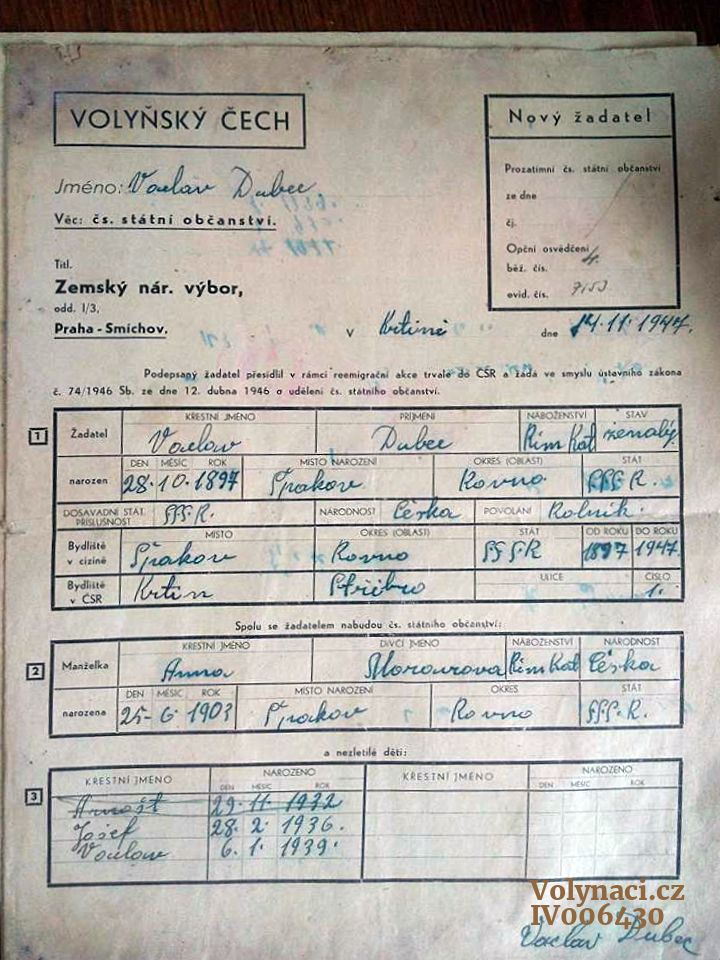 VOLYŇSKÝ ČECH
Nový žadatel
Prozatimní čs. státní občanství
ze dne
čj.
Opční osvědčení
běž. čís.
evid. čís. 7153
Jméno: Vaclav Dubec
Věc: čs. státní občanství.
Titl.
Zemský nár. výbor,
odd. I/3,
Praha - Smíchov.
v Krtíně dne 14.11.1947.
Podepsaný žadatel přesídlil v rámci reemigrační akce trvale do ČSR a žádá ve smyslu ústavního zákona
č. 74/1946 Sb. ze dne 12. dubna 1946 o udělení čs. státního občanství.
1 Žadatel KŘESTNÍ JMÉNO PŘÍJMENÍ NÁBOŽENSTVÍ STAV
Vaclav Dubec Řím Kat ženatý
narozen DEN MĚSÍC ROK MÍSTO NAROZENÍ OKRES (OBLAST) STÁT
28. 10. 1897 Špakov Rovno SSSR.
DOSAVADNÍ STÁT. PŘÍSLUŠNOST SSSR. NÁRODNOST Česka POVOLÁNÍ Rolnik.
Bydliště v cizině MÍSTO OKRES (OBLAST) STÁT OD ROKU DO ROKU
Špakov Rovno SSSR 1897 1947.
Bydliště v ČSR Krtin Střibro ULICE ČÍSLO
1.
Spolu se žadatelem nabudou čs. státního občanství:
2 Manželka KŘESTNÍ JMÉNO DÍVČÍ JMÉNO NÁBOŽENSTVÍ NÁRODNOST
Anna Řím Kat Česka
narozena DEN MĚSÍC ROK MÍSTO NAROZENÍ OKRES STÁT
25. 6. 1903 Špakov Rovno SSSR.
a nezletilé děti:
3 KŘESTNÍ JMÉNO NAROZENO KŘESTNÍ JMÉNO NAROZENO
DEN MĚSÍC ROK DEN MĚSÍC ROK
Arnošt 29. 11. 1932
Josef 28. 2. 1936.
Vaclav 6. 1. 1939.
Volynaci.cz
IV006430
Vaclav Dubec